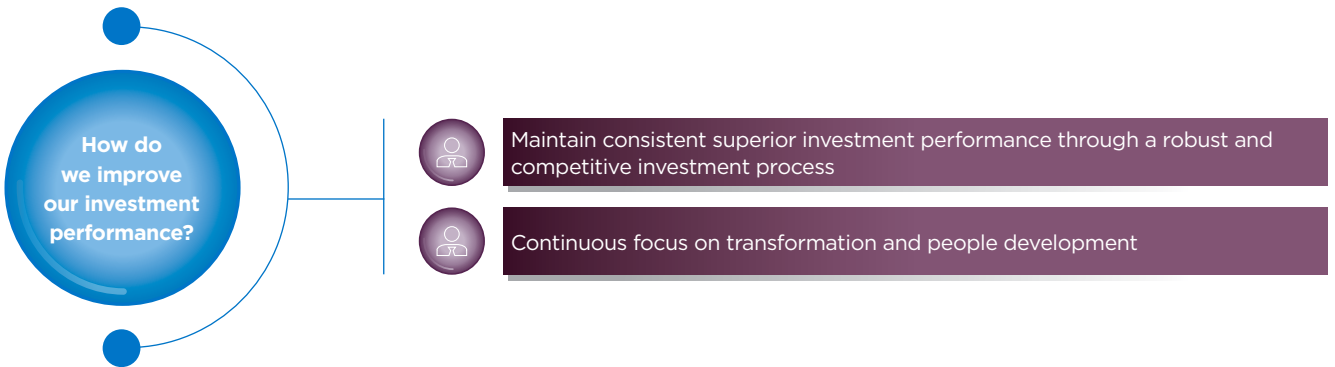 How do
we improve
our investment
performance?
Maintain consistent superior investment performance through a robust and
competitive investment process
Continuous focus on transformation and people development